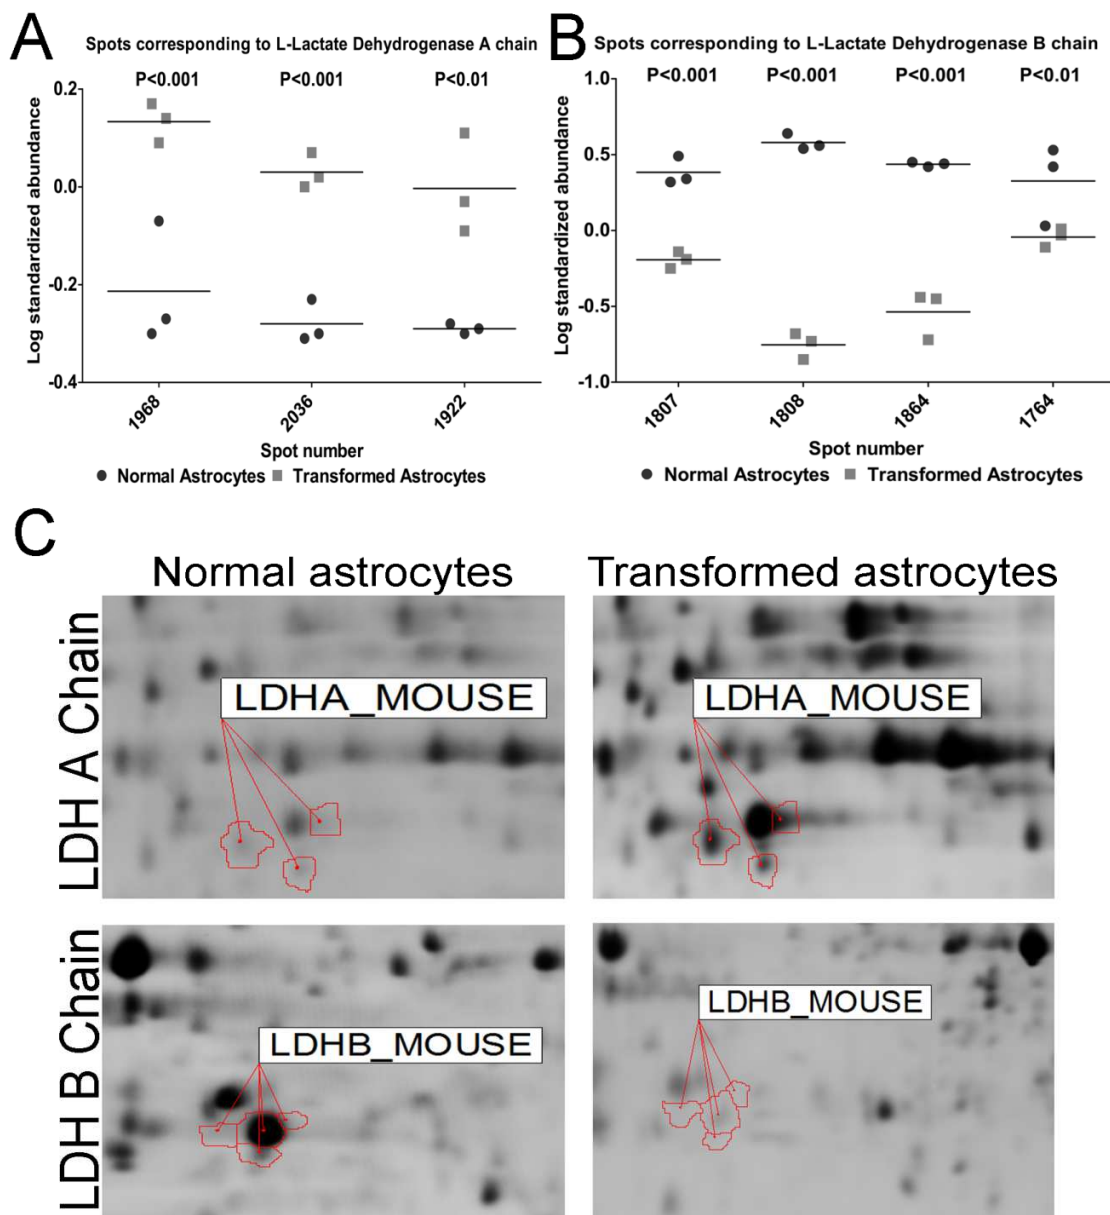 A
Spots corresponding to L-Lactate Dehydrogenase A chain
P<0.001 P<0.001 P<0.01
Log standardized abundance
0.2
0.0
-0.2
-0.4
1968 2036 1922
Spot number
Normal Astrocytes Transformed Astrocytes
B
Spots corresponding to L-Lactate Dehydrogenase B chain
P<0.001 P<0.001 P<0.001 P<0.01
Log standardized abundance
1.0
0.5
0.0
-0.5
-1.0
1807 1808 1864 1764
Spot number
Normal Astrocytes Transformed Astrocytes
C
Normal astrocytes Transformed astrocytes
LDH A Chain
LDHA_MOUSE LDHA_MOUSE
LDH B Chain
LDHB_MOUSE LDHB_MOUSE